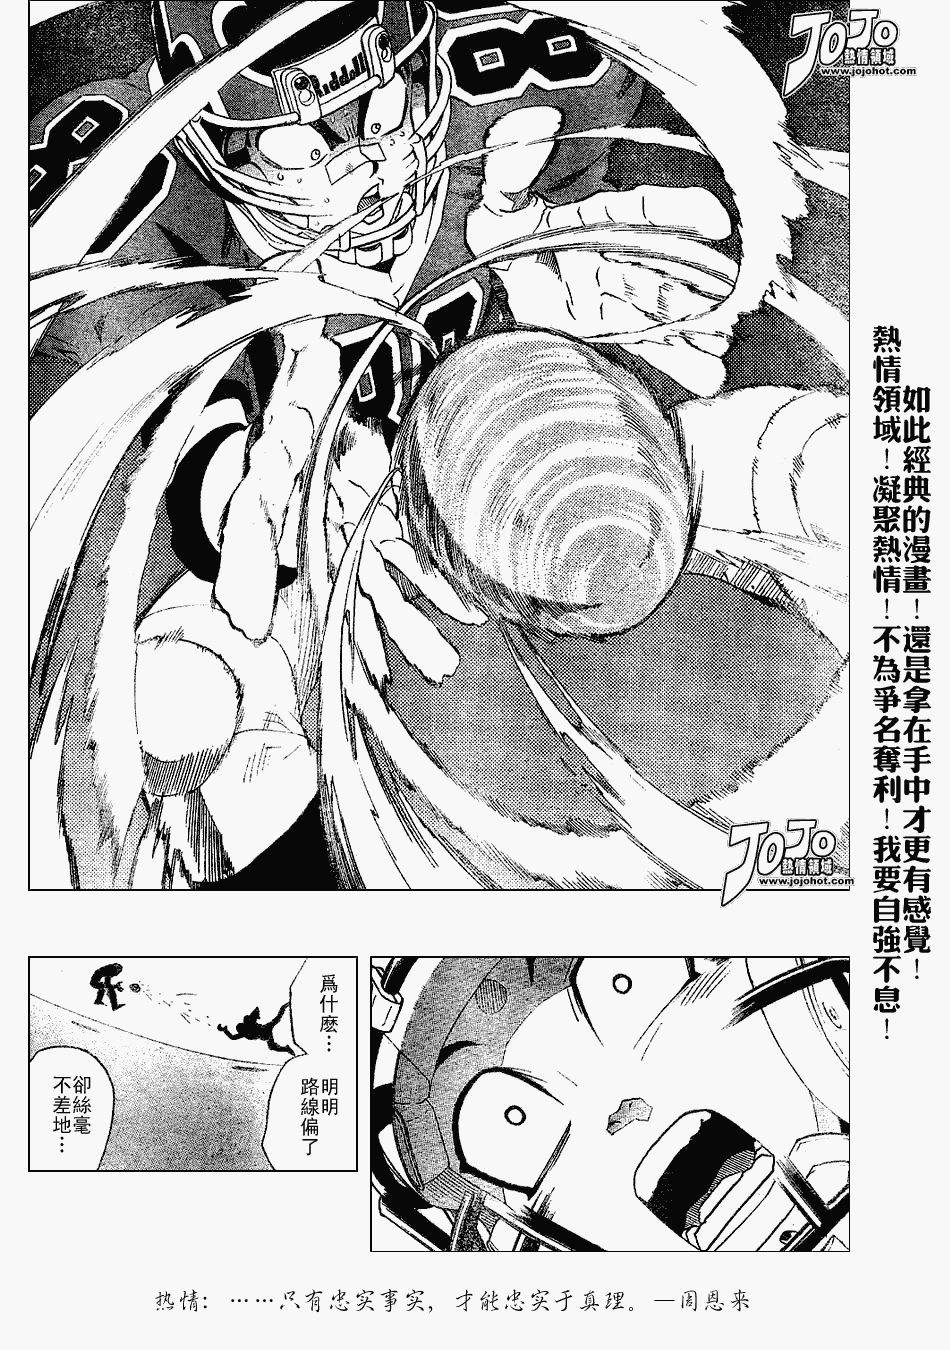 JOJO
熱情領域
www.jojohot.com
Riddell
88
如此經典的漫畫！還是拿在手中才更有感覺！
熱情領域！凝聚熱情！不為爭名奪利！我要自強不息！
JOJO
熱情領域
www.jojohot.com
爲什麽…
明明
路線偏了
卻絲毫
不差地…
热情：……只有忠实事实，才能忠实于真理。—周恩来